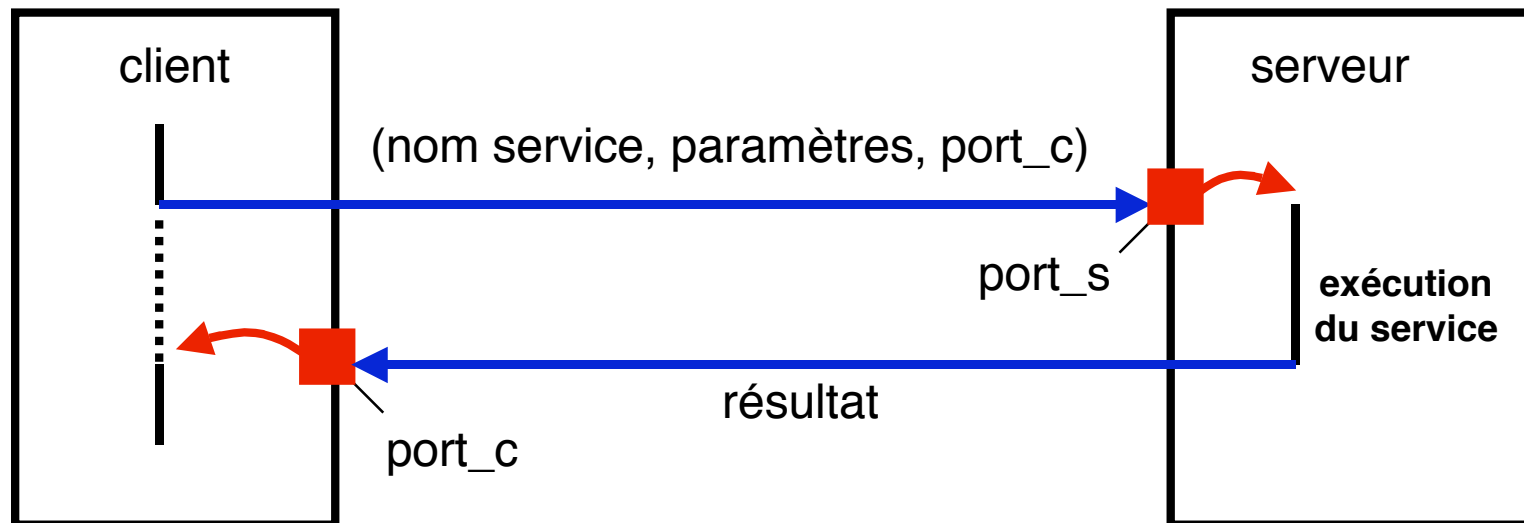 client
serveur
(nom service, paramètres, port_c)
port_s
exécution
du service
résultat
port_c